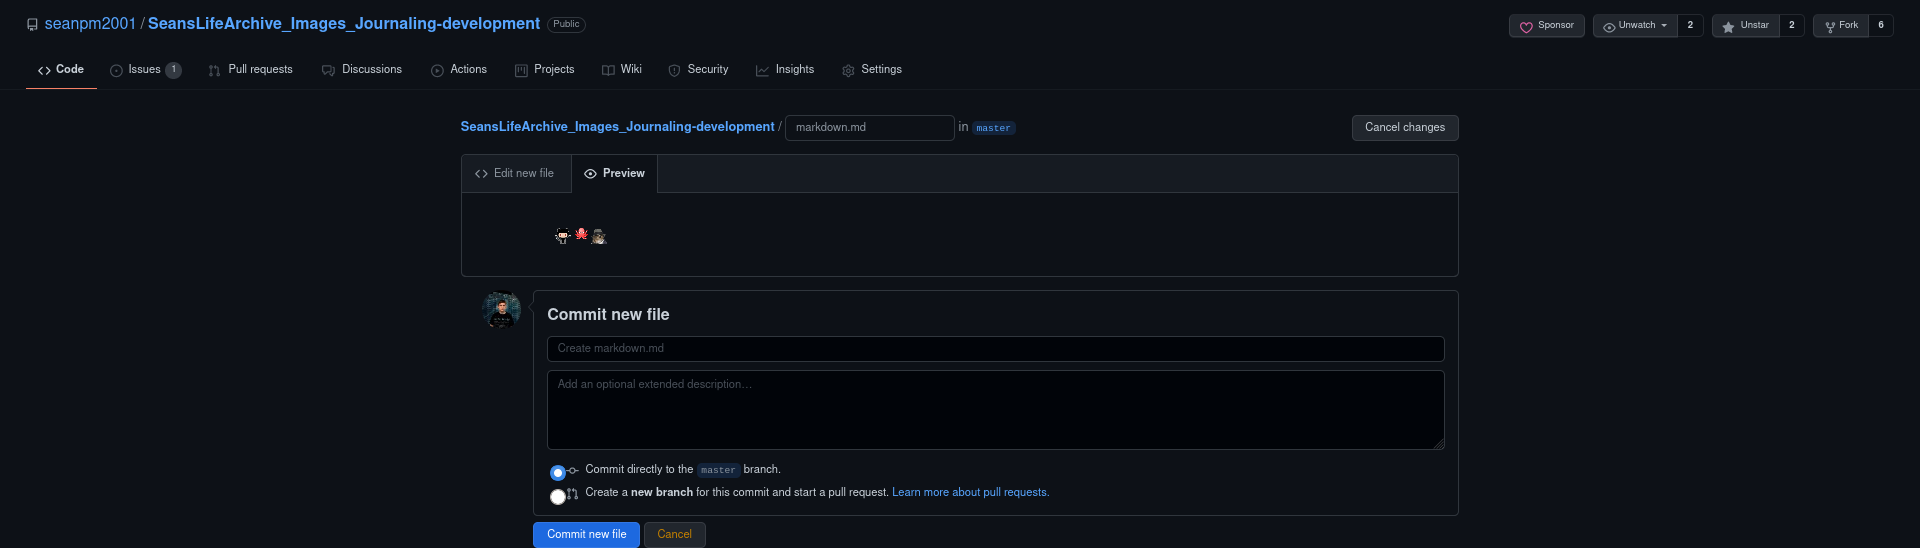 seanpm2001 / SeansLifeArchive_Images_Journaling-development Public
Sponsor Unwatch 2 Unstar 2 Fork 6
Code Issues 1 Pull requests Discussions Actions Projects Wiki Security Insights Settings
SeansLifeArchive_Images_Journaling-development / markdown.md in master Cancel changes
Edit new file Preview
Commit new file
Create markdown.md
Add an optional extended description…
Commit directly to the master branch.
Create a new branch for this commit and start a pull request. Learn more about pull requests.
Commit new file Cancel